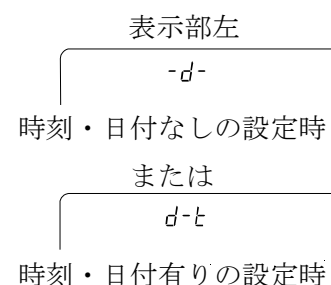 表示部左
-d-
時刻・日付なしの設定時
または
d-t
時刻・日付有りの設定時